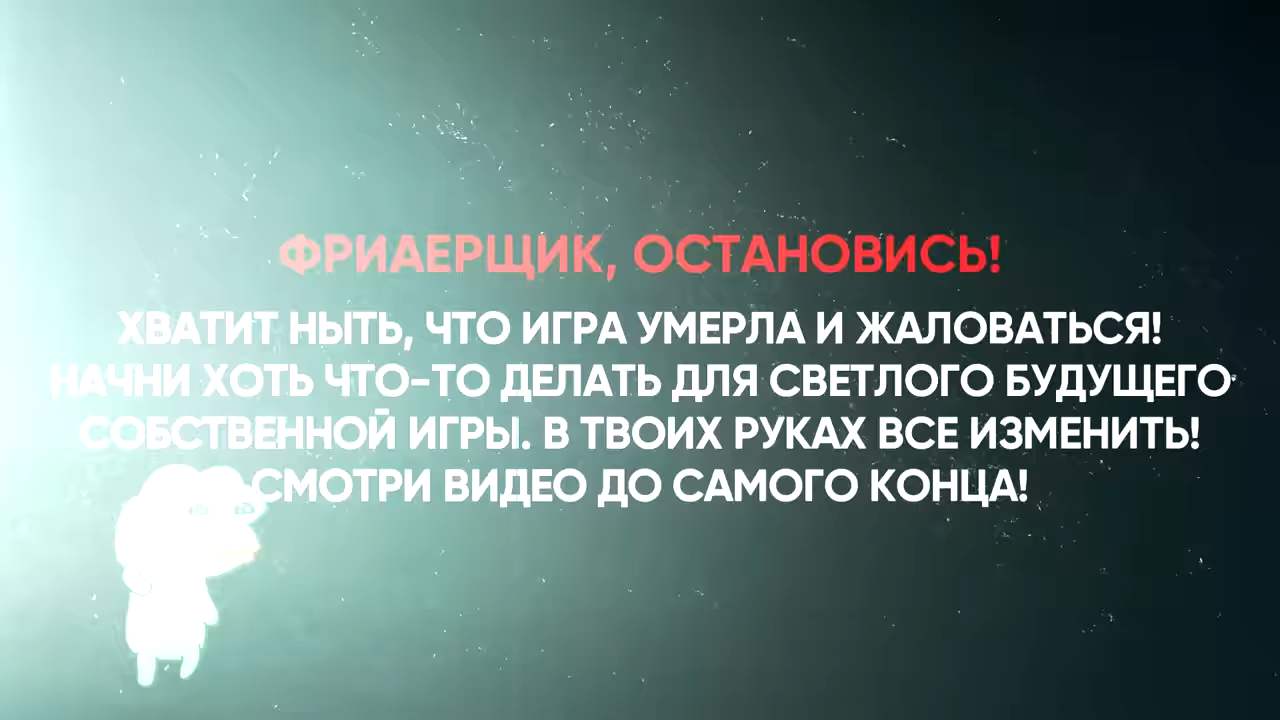 ФРИАЕРЩИК, ОСТАНОВИСЬ!
ХВАТИТ НЫТЬ, ЧТО ИГРА УМЕРЛА И ЖАЛОВАТЬСЯ!
НАЧНИ ХОТЬ ЧТО-ТО ДЕЛАТЬ ДЛЯ СВЕТЛОГО БУДУЩЕГО
СОБСТВЕННОЙ ИГРЫ. В ТВОИХ РУКАХ ВСЕ ИЗМЕНИТЬ!
СМОТРИ ВИДЕО ДО САМОГО КОНЦА!